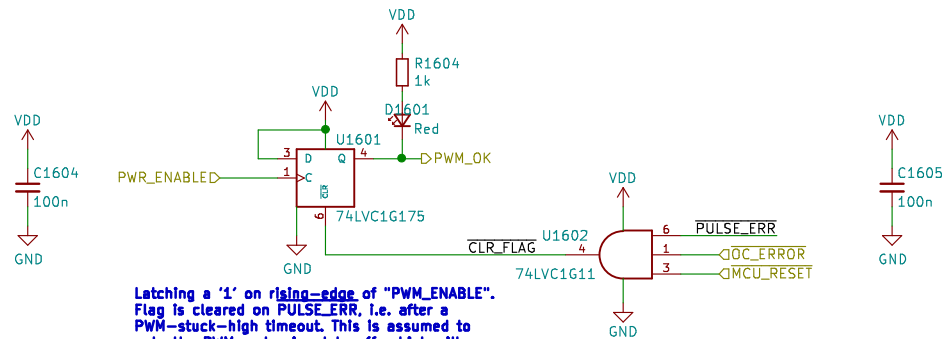 VDD
R1604
1k
VDD
D1601
Red
VDD
C1604
100n
GND
U1601
3 D Q 4
1 C
CLR
6
74LVC1G175
PWR_ENABLE
PWM_OK
GND
VDD
C1605
100n
GND
VDD
U1602
74LVC1G11
CLR_FLAG
4
6 PULSE_ERR
1 OC_ERROR
3 MCU_RESET
GND
Latching a '1' on rising-edge of "PWM_ENABLE".
Flag is cleared on PULSE_ERR, i.e. after a
PWM-stuck-high timeout. This is assumed to